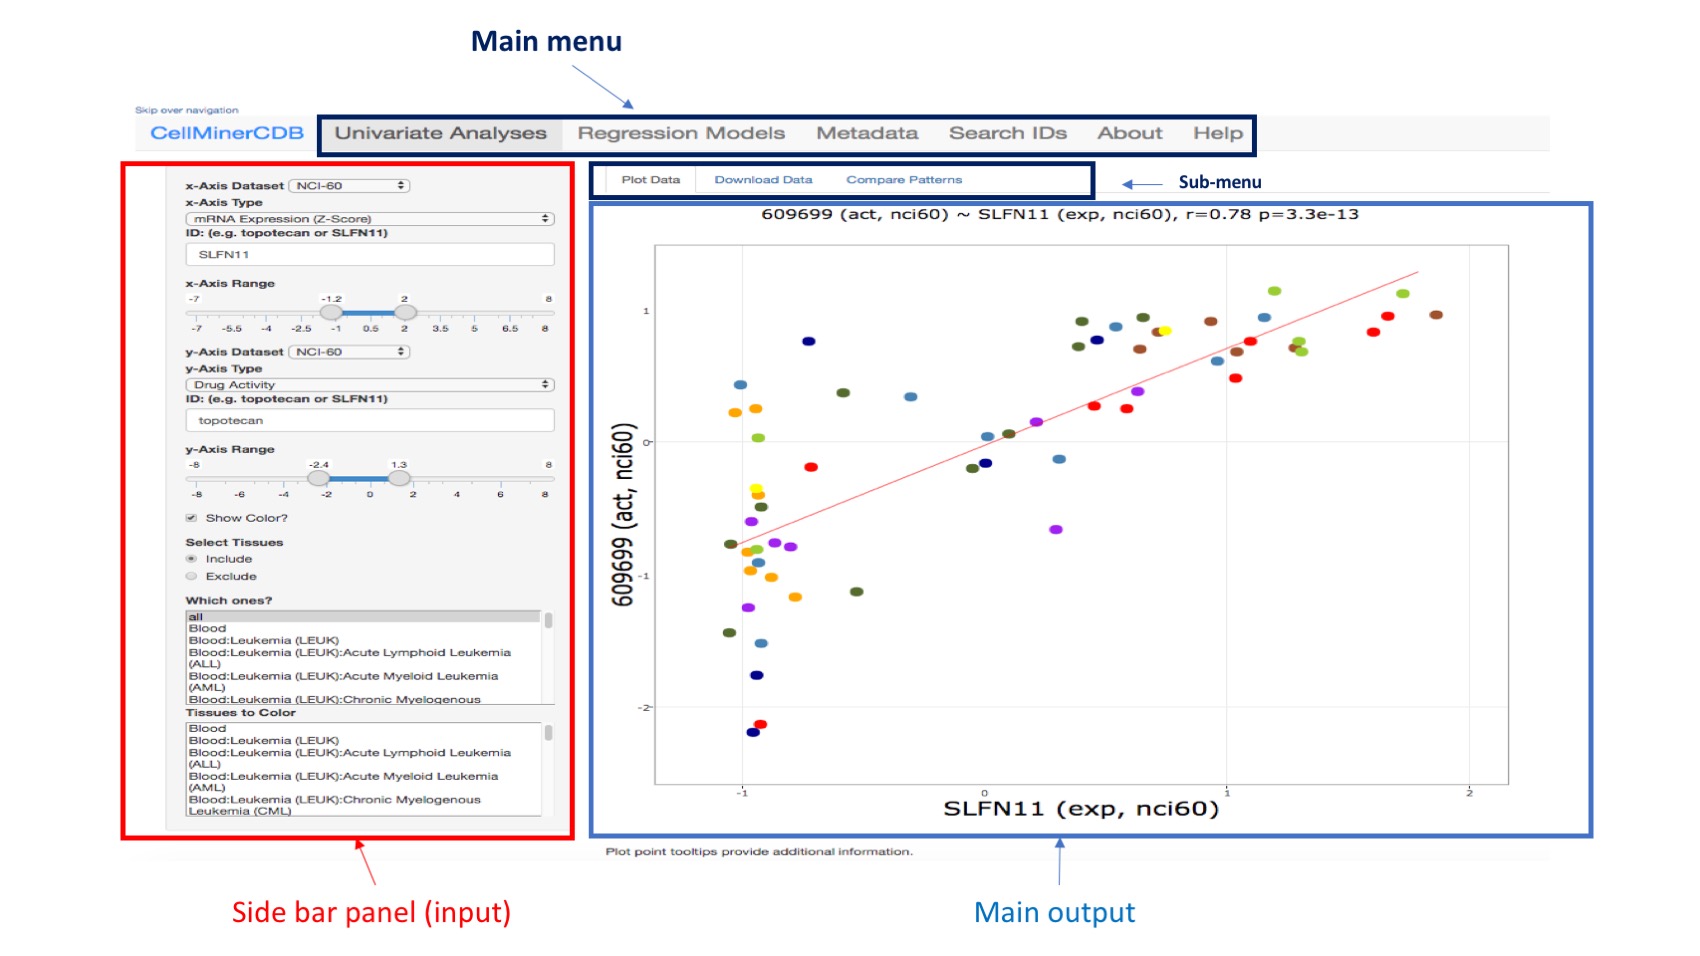 Main menu
Skip over navigation
CellMinerCDB Univariate Analyses Regression Models Metadata Search IDs About Help
x-Axis Dataset NCI-60
x-Axis Type
mRNA Expression (Z-Score)
ID: (e.g. topotecan or SLFN11)
SLFN11
x-Axis Range
-7 -1.2 2 8
-7 -5.5 -4 -2.5 -1 0.5 2 3.5 5 6.5 8
y-Axis Dataset NCI-60
y-Axis Type
Drug Activity
ID: (e.g. topotecan or SLFN11)
topotecan
y-Axis Range
-8 -2.4 1.3 8
-8 -6 -4 -2 0 2 4 6 8
Show Color?
Select Tissues
Include
Exclude
Which ones?
all
Blood
Blood:Leukemia (LEUK)
Blood:Leukemia (LEUK):Acute Lymphoid Leukemia
(ALL)
Blood:Leukemia (LEUK):Acute Myeloid Leukemia
(AML)
Blood:Leukemia (LEUK):Chronic Myelogenous
Tissues to Color
Blood
Blood:Leukemia (LEUK)
Blood:Leukemia (LEUK):Acute Lymphoid Leukemia
(ALL)
Blood:Leukemia (LEUK):Acute Myeloid Leukemia
(AML)
Blood:Leukemia (LEUK):Chronic Myelogenous
Leukemia (CML)
Plot Data Download Data Compare Patterns
Sub-menu
609699 (act, nci60) ~ SLFN11 (exp, nci60), r=0.78 p=3.3e-13
609699 (act, nci60)
1
0
-1
-2
-1 0 1 2
SLFN11 (exp, nci60)
Plot point tooltips provide additional information.
Side bar panel (input)
Main output